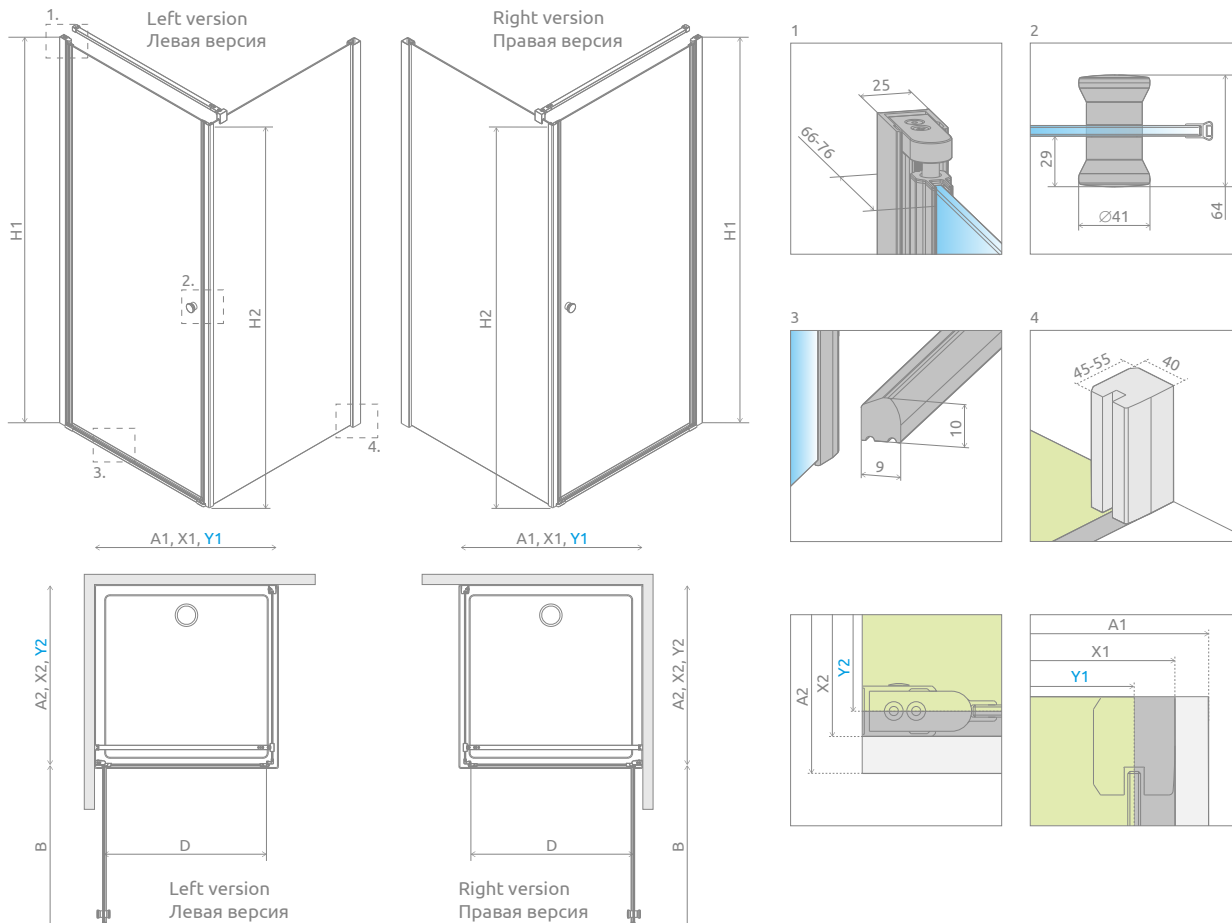 1.
Left version
Левая версия
H1
2.
H2
3.
4.
Right version
Правая версия
H2
H1
1
25
66-76
2
29
Ø41
64
3
9
10
4
45-55
40
A1, X1, Y1
A2, X2, Y2
D
B
Left version
Левая версия
A1, X1, Y1
A2, X2, Y2
D
B
Right version
Правая версия
A2
X2
Y2
A1
X1
Y1